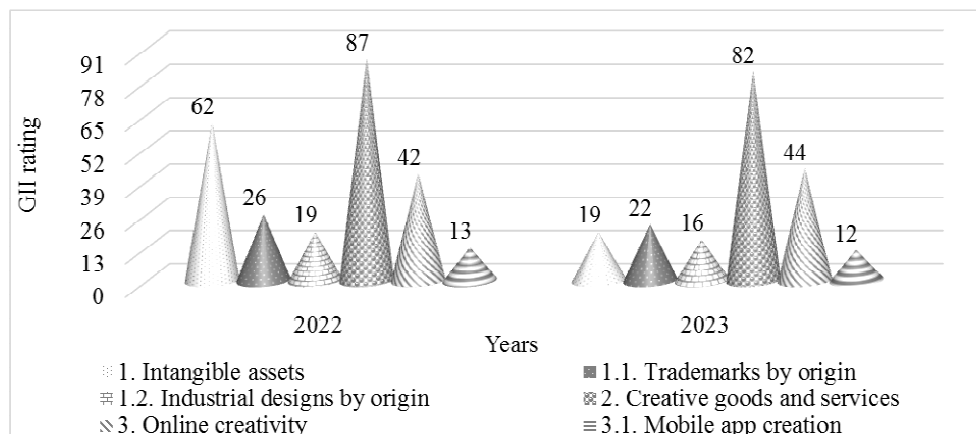 87
91
82
78
62
65
52
42
44
39
26
19
19
22
16
26
13
12
13
0
GII rating
2022
2023
Years
1. Intangible assets
1.1. Trademarks by origin
1.2. Industrial designs by origin
2. Creative goods and services
3. Online creativity
3.1. Mobile app creation